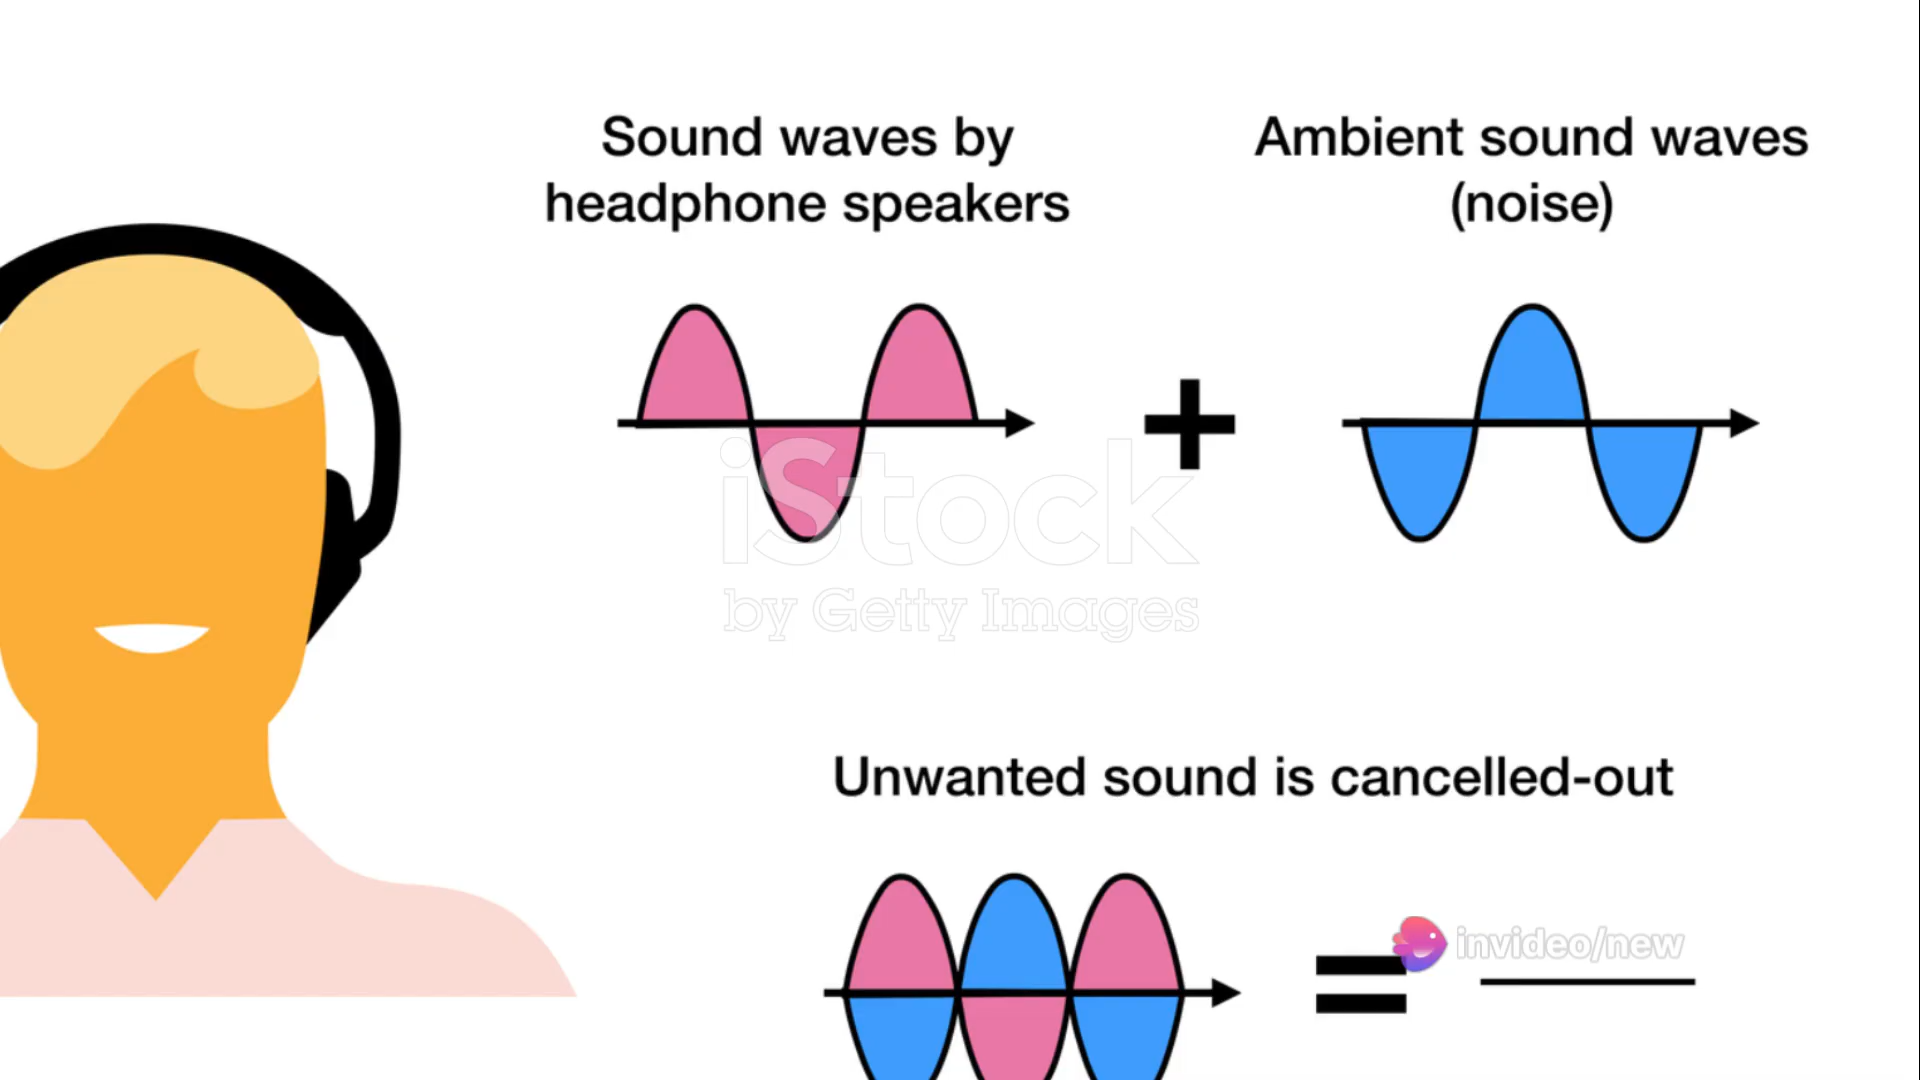 Sound waves by
headphone speakers
Ambient sound waves
(noise)
+
iStock
by Getty Images
Unwanted sound is cancelled-out
=
invideo/new